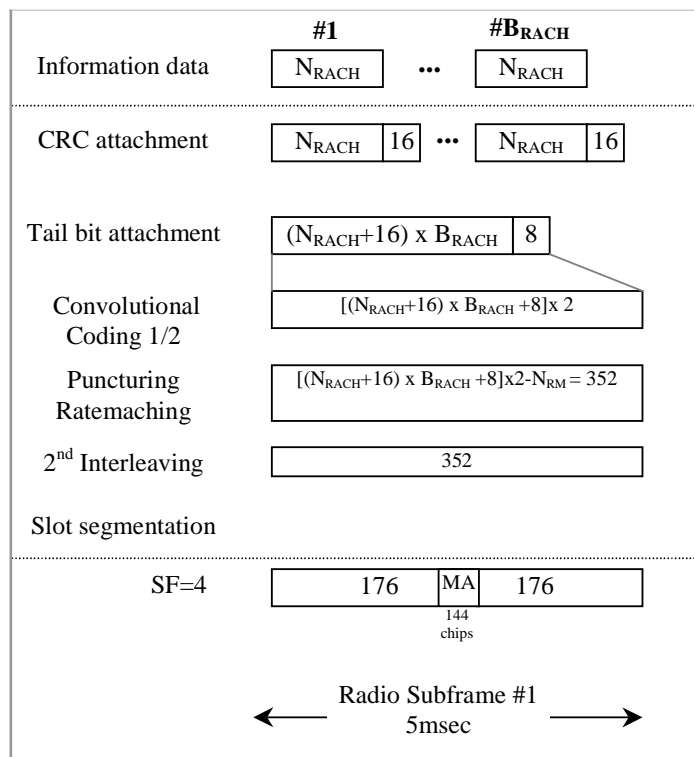 #1 #B_RACH
Information data N_RACH ... N_RACH
CRC attachment N_RACH 16 ... N_RACH 16
Tail bit attachment (N_RACH+16) x B_RACH 8
Convolutional
Coding 1/2
[(N_RACH+16) x B_RACH +8]x 2
Puncturing
Ratemaching
[(N_RACH+16) x B_RACH +8]x2-N_RM = 352
2nd Interleaving 352
Slot segmentation
SF=4 176 MA 176
144
chips
Radio Subframe #1
5msec